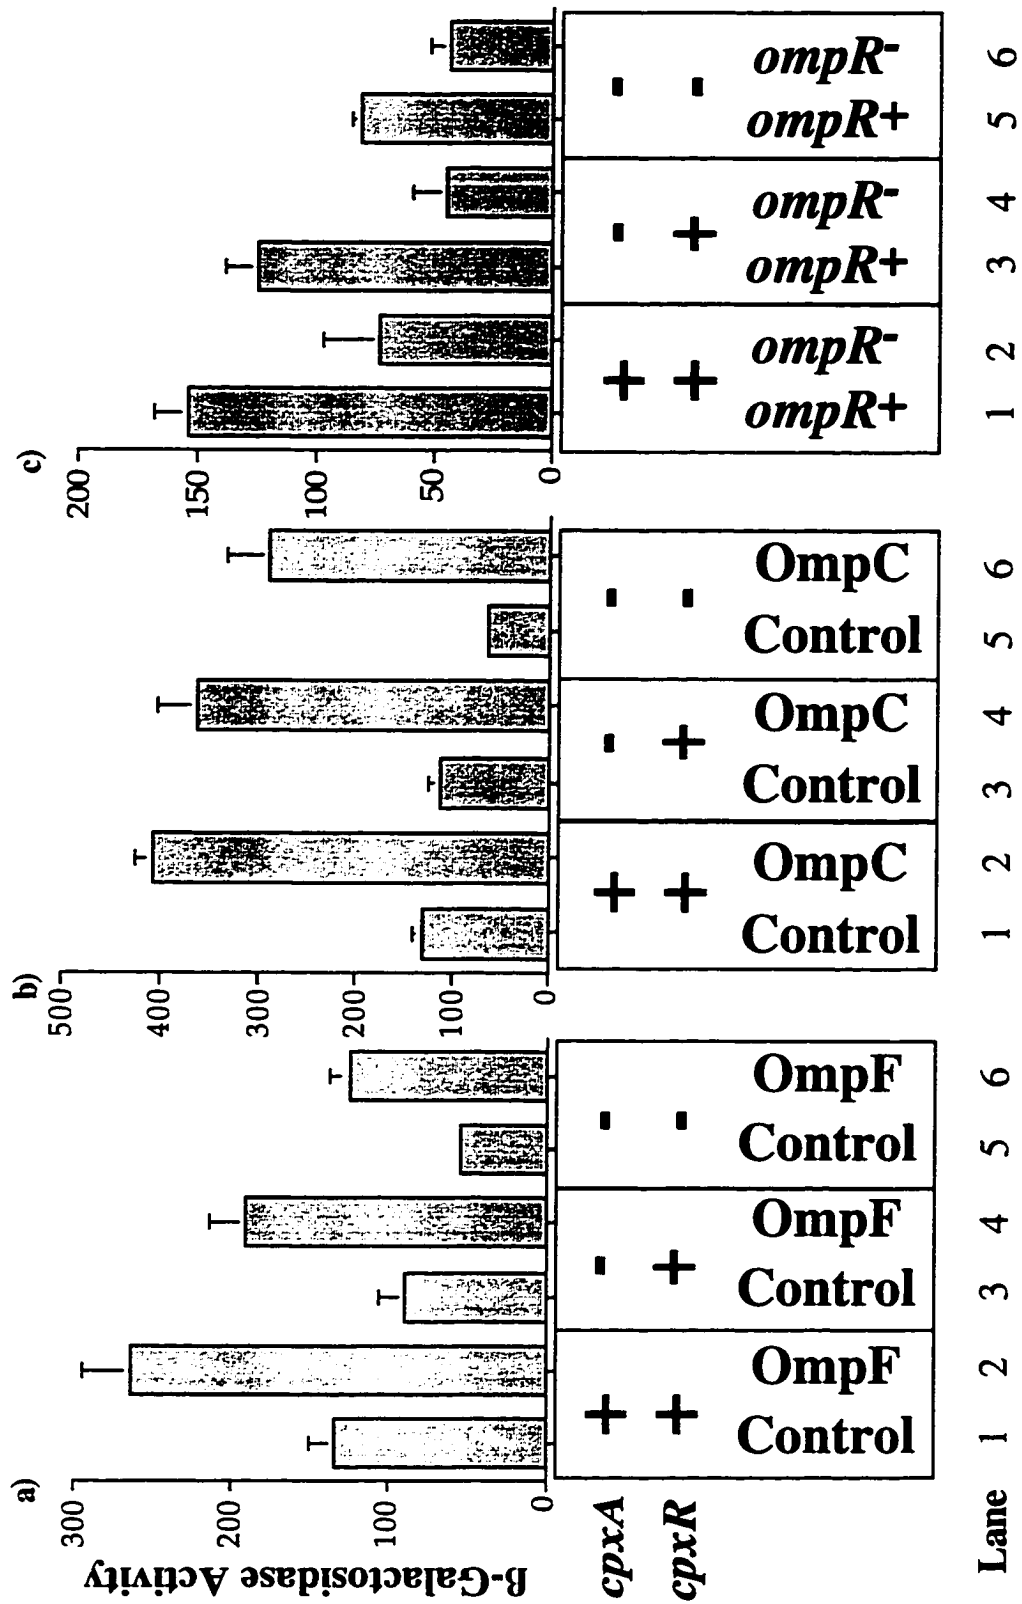 a)
b)
c)
β-Galactosidase Activity
300
200
100
0
500
400
300
200
100
0
200
150
100
50
0
cpxA + - - + - - + - -
cpxR + + - + + - + + -
Control OmpF Control OmpF Control OmpF
Control OmpC Control OmpC Control OmpC
ompR+ ompR- ompR+ ompR- ompR+ ompR-
Lane 1 2 3 4 5 6 1 2 3 4 5 6 1 2 3 4 5 6